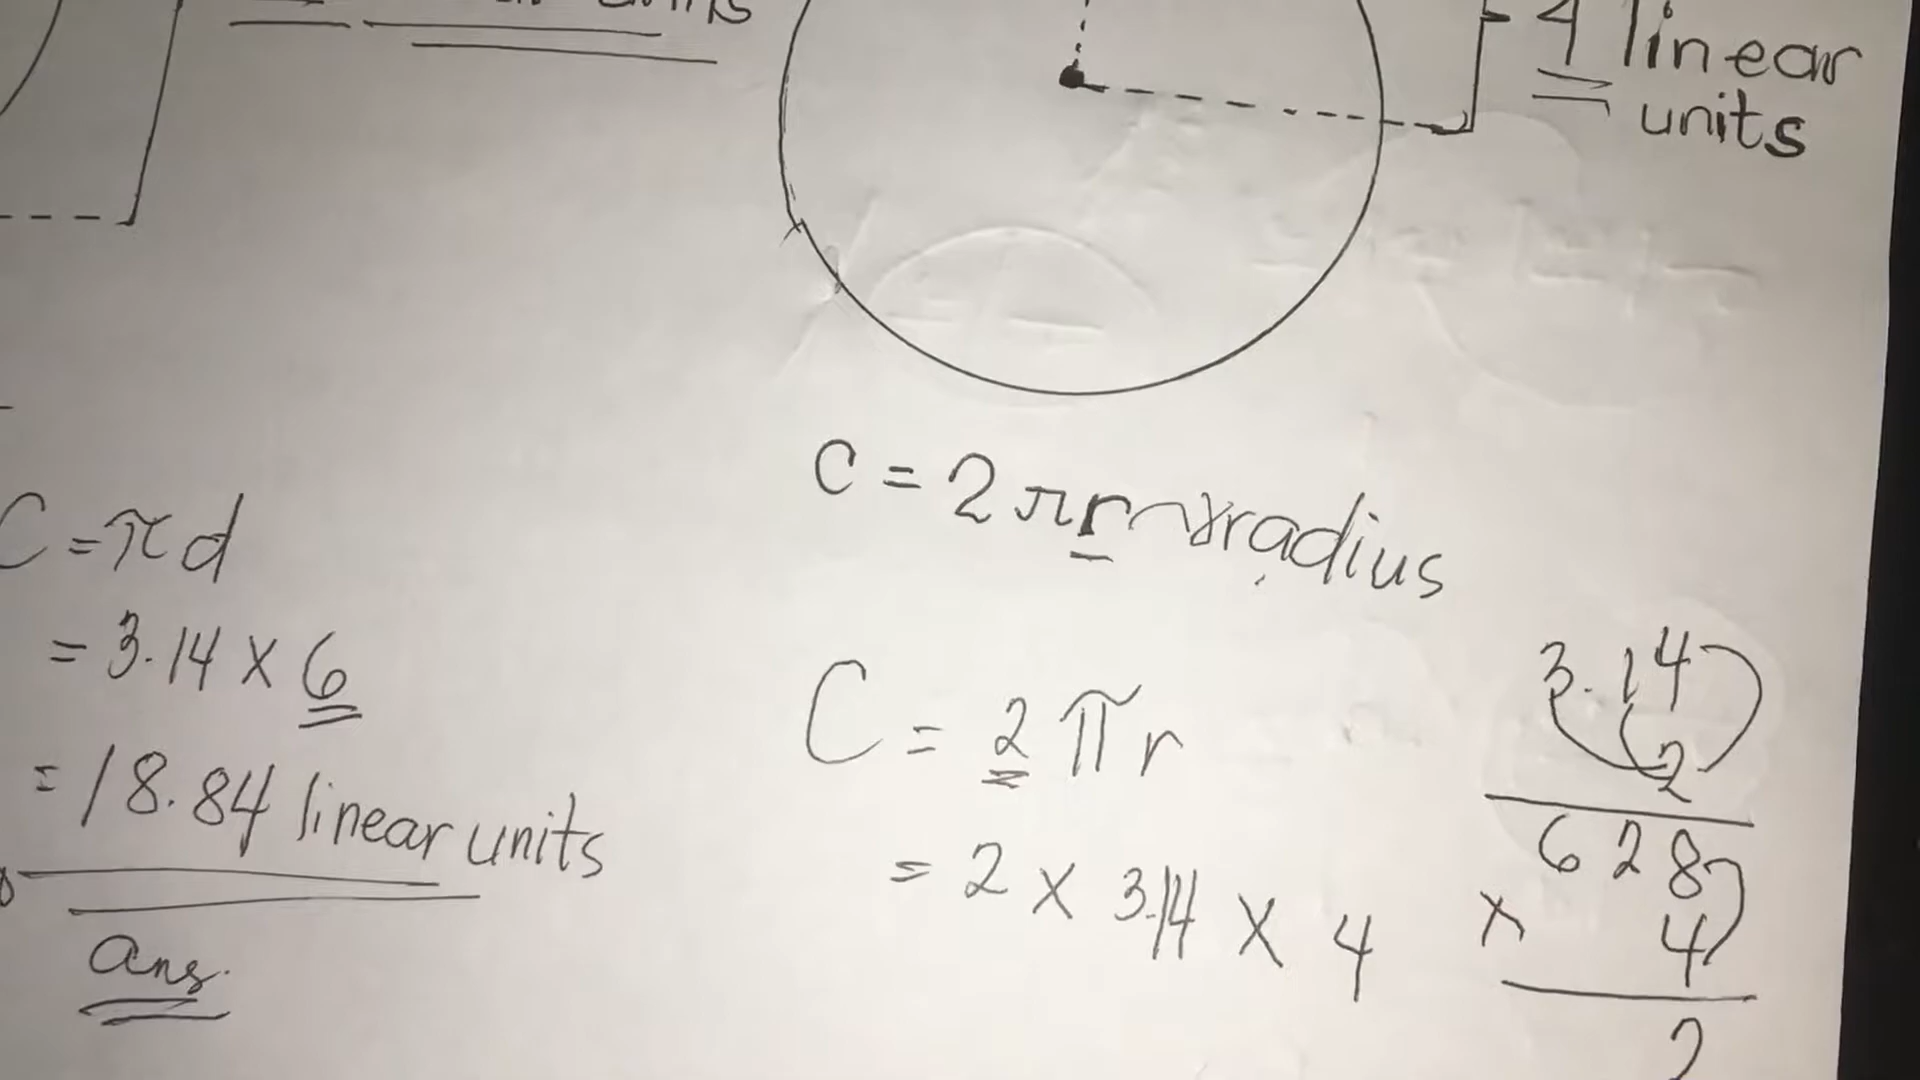 4 linear
units
C = πd
= 3.14 x 6
= 18.84 linear units
ans.
C = 2πr radius
C = 2πr
= 2 x 3.14 x 4
3.14
2
628
x 4
2